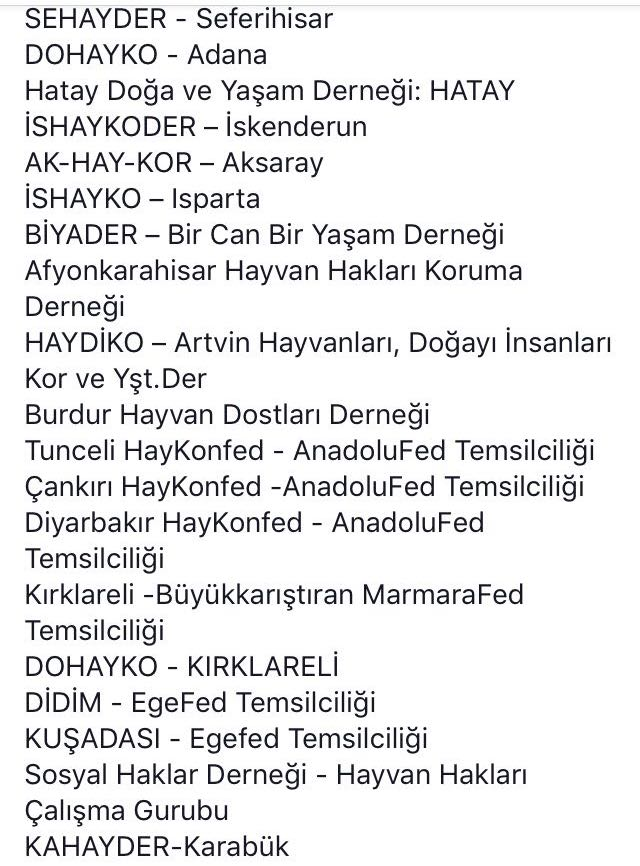 SEHAYDER - Seferihisar
DOHAYKO - Adana
Hatay Doğa ve Yaşam Derneği: HATAY
İSHAYKODER – İskenderun
AK-HAY-KOR – Aksaray
İSHAYKO – Isparta
BİYADER – Bir Can Bir Yaşam Derneği
Afyonkarahisar Hayvan Hakları Koruma
Derneği
HAYDİKO – Artvin Hayvanları, Doğayı İnsanları
Kor ve Yşt.Der
Burdur Hayvan Dostları Derneği
Tunceli HayKonfed - AnadoluFed Temsilciliği
Çankırı HayKonfed -AnadoluFed Temsilciliği
Diyarbakır HayKonfed - AnadoluFed
Temsilciliği
Kırklareli -Büyükkarıştıran MarmaraFed
Temsilciliği
DOHAYKO - KIRKLARELİ
DİDİM - EgeFed Temsilciliği
KUŞADASI - Egefed Temsilciliği
Sosyal Haklar Derneği - Hayvan Hakları
Çalışma Gurubu
KAHAYDER-Karabük